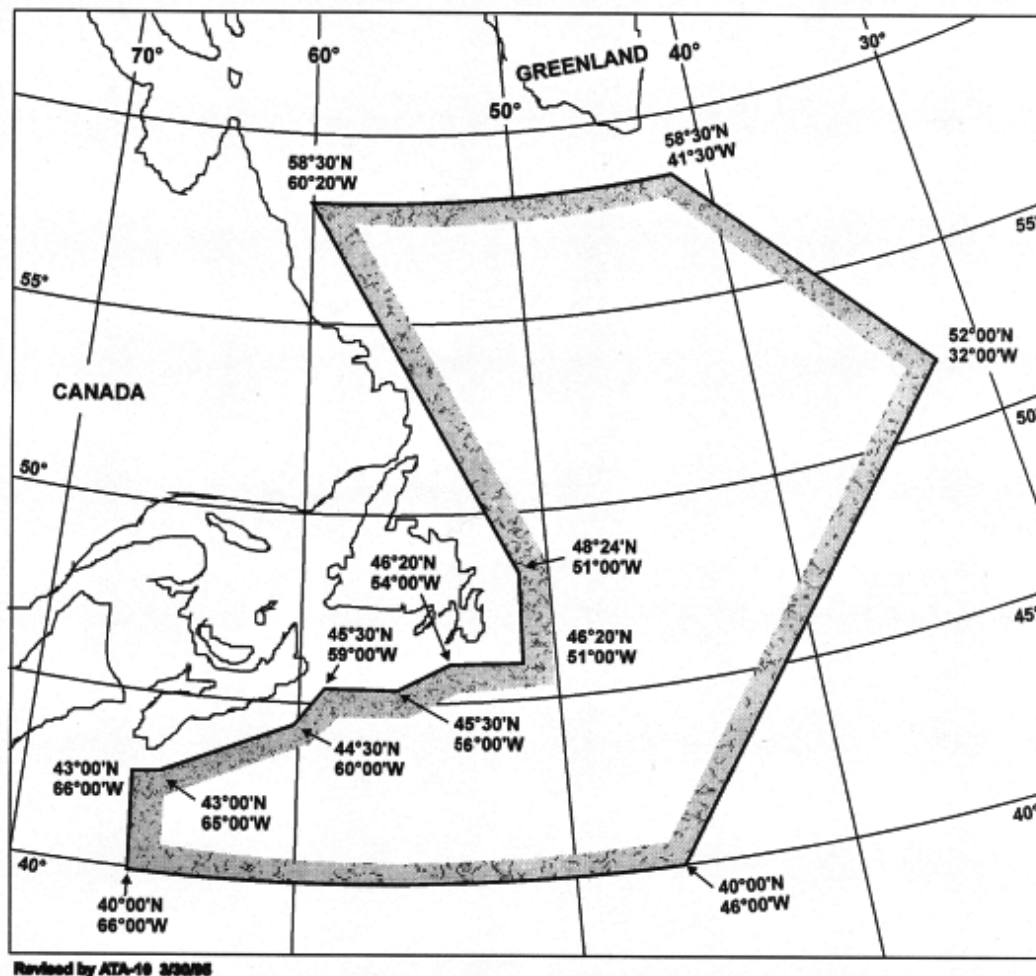 70°
60°
GREENLAND
40°
30°
50°
58°30'N
60°20'W
58°30'N
41°30'W
55°
55°
52°00'N
32°00'W
CANADA
50°
50°
46°20'N
54°00'W
48°24'N
51°00'W
45°30'N
59°00'W
46°20'N
51°00'W
45°
45°30'N
56°00'W
44°30'N
60°00'W
43°00'N
66°00'W
43°00'N
65°00'W
40°
40°
40°00'N
66°00'W
40°00'N
46°00'W
Revised by ATA-10 3/30/95